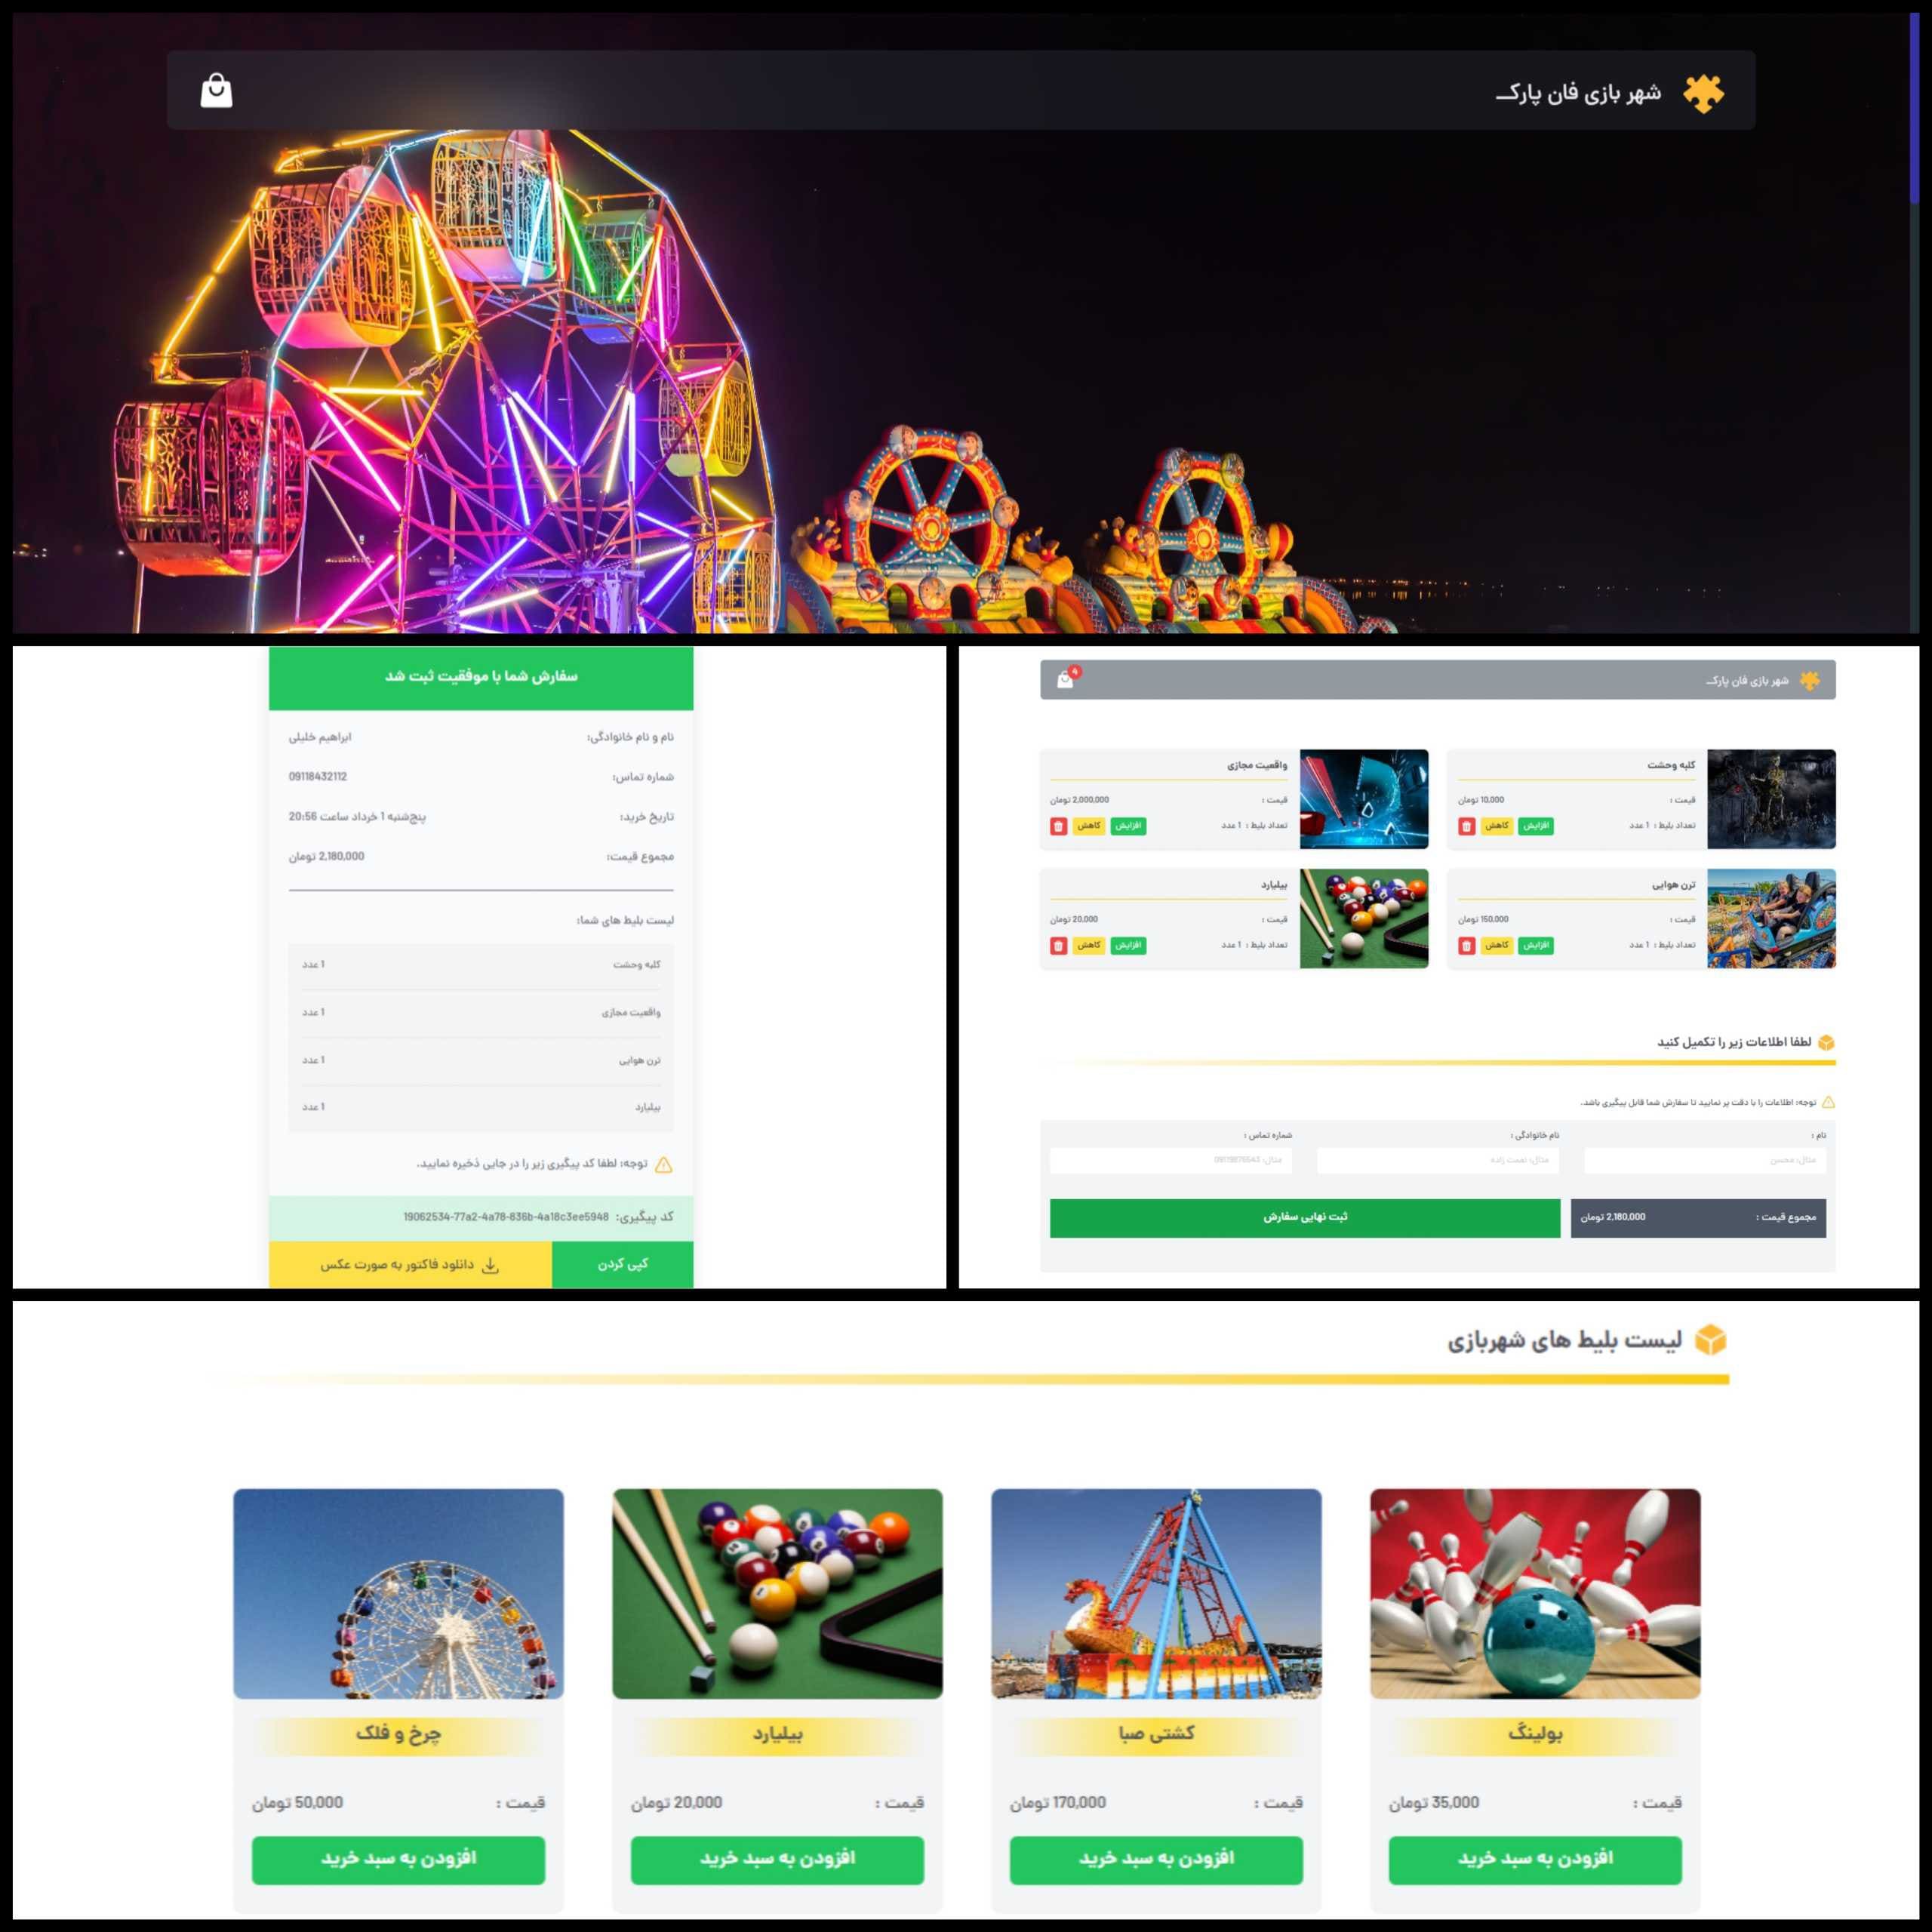 شهر بازی فان پارکــ
سفارش شما با موفقیت ثبت شد
نام و نام خانوادگی: ابراهیم خلیلی
شماره تماس: 09118432112
تاریخ خرید: پنج‌شنبه 1 خرداد ساعت 20:56
مجموع قیمت: 2,180,000 تومان
لیست بلیط های شما:
کلبه وحشت 1 عدد
واقعیت مجازی 1 عدد
ترن هوایی 1 عدد
بیلیارد 1 عدد
توجه: لطفا کد پیگیری زیر را در جایی ذخیره نمایید.
کد پیگیری: 19062534-77a2-4a78-836b-4a18c3ee5948
کپی کردن دانلود فاکتور به صورت عکس
شهر بازی فان پارکــ
کلبه وحشت
قیمت : 10,000 تومان
تعداد بلیط : 1 عدد افزایش کاهش
واقعیت مجازی
قیمت : 2,000,000 تومان
تعداد بلیط : 1 عدد افزایش کاهش
ترن هوایی
قیمت : 150,000 تومان
تعداد بلیط : 1 عدد افزایش کاهش
بیلیارد
قیمت : 20,000 تومان
تعداد بلیط : 1 عدد افزایش کاهش
لطفا اطلاعات زیر را تکمیل کنید
توجه: اطلاعات را با دقت پر نمایید تا سفارش شما قابل پیگیری باشد.
نام : نام خانوادگی : شماره تماس :
مثال: محسن مثال: نعمت زاده مثال:
مجموع قیمت : 2,180,000 تومان ثبت نهایی سفارش
لیست بلیط های شهربازی
بولینگ
قیمت : 35,000 تومان
افزودن به سبد خرید
کشتی صبا
قیمت : 170,000 تومان
افزودن به سبد خرید
بیلیارد
قیمت : 20,000 تومان
افزودن به سبد خرید
چرخ و فلک
قیمت : 50,000 تومان
افزودن به سبد خرید